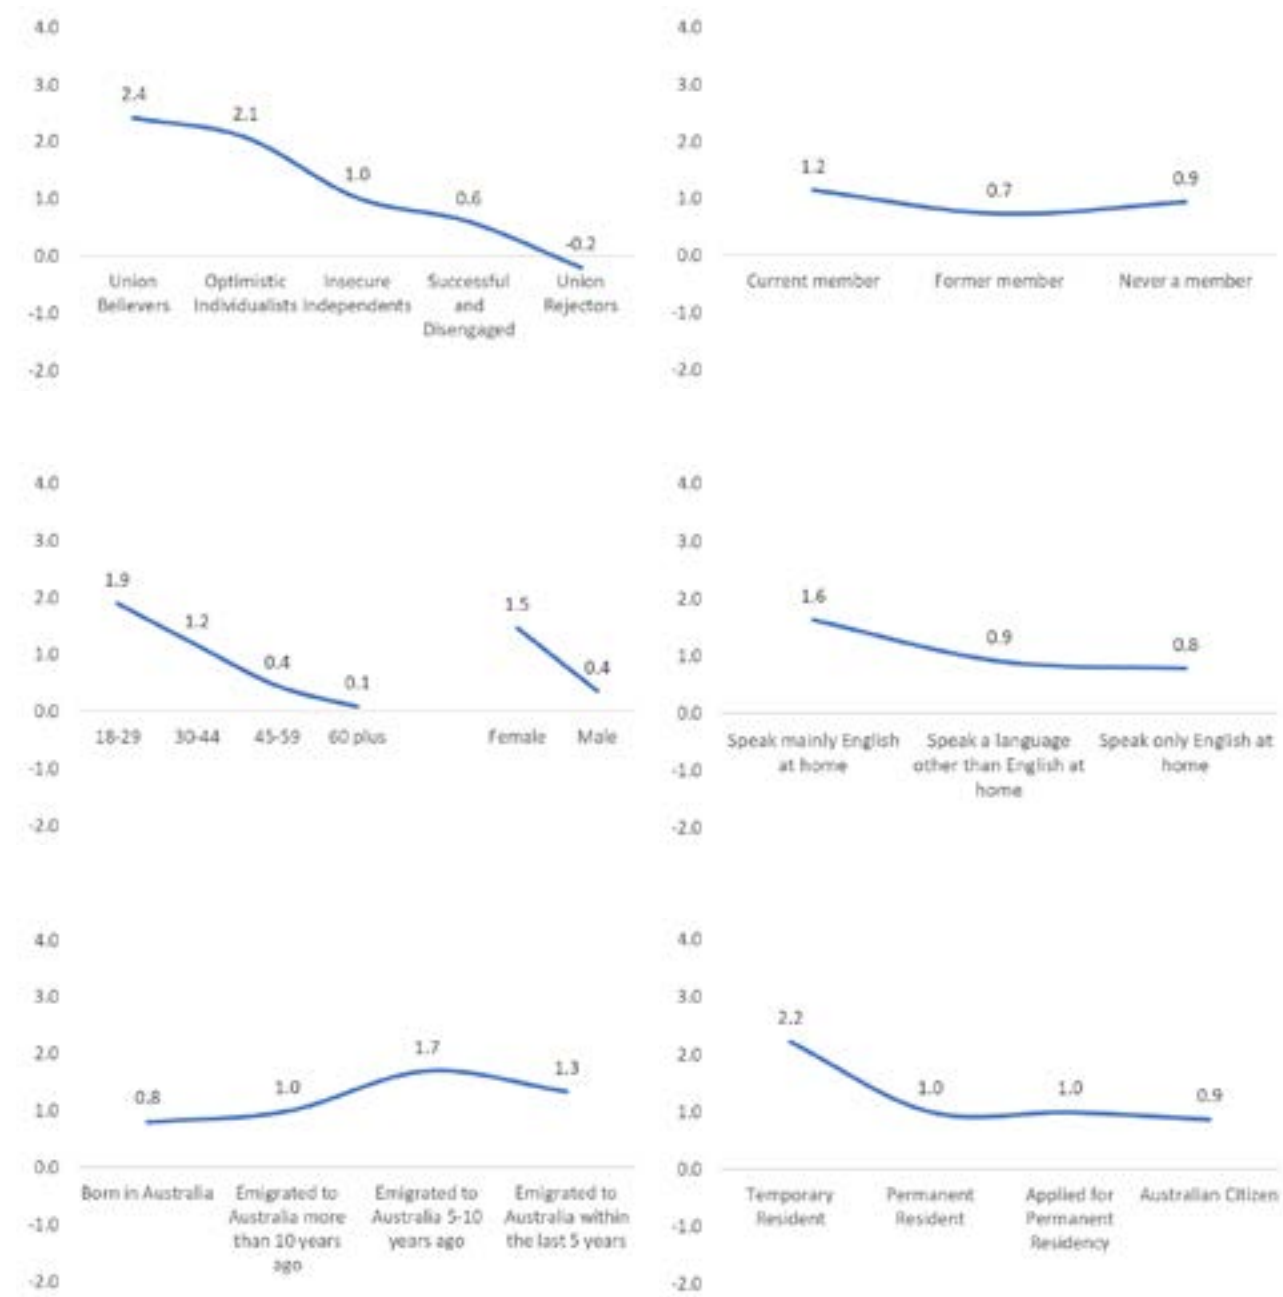 4.0
3.0
2.0
1.0
0.0
-1.0
-2.0
2.4
2.1
1.0
0.6
-0.2
Union Believers
Optimistic Individualists
Insecure Independents
Successful and Disengaged
Union Rejectors
4.0
3.0
2.0
1.0
0.0
-1.0
-2.0
1.2
0.7
0.9
Current member
Former member
Never a member
4.0
3.0
2.0
1.0
0.0
-1.0
-2.0
1.9
1.2
0.4
0.1
1.5
0.4
18-29
30-44
45-59
60 plus
Female
Male
4.0
3.0
2.0
1.0
0.0
-1.0
-2.0
1.6
0.9
0.8
Speak mainly English
at home
Speak a language
other than English at
home
Speak only English at
home
4.0
3.0
2.0
1.0
0.0
-1.0
-2.0
0.8
1.0
1.7
1.3
Born in Australia
Emigrated to
Australia more
than 10 years
ago
Emigrated to
Australia 5-10
years ago
Emigrated to
Australia within
the last 5 years
4.0
3.0
2.0
1.0
0.0
-1.0
-2.0
2.2
1.0
1.0
0.9
Temporary
Resident
Permanent
Resident
Applied for
Permanent
Residency
Australian Citizen